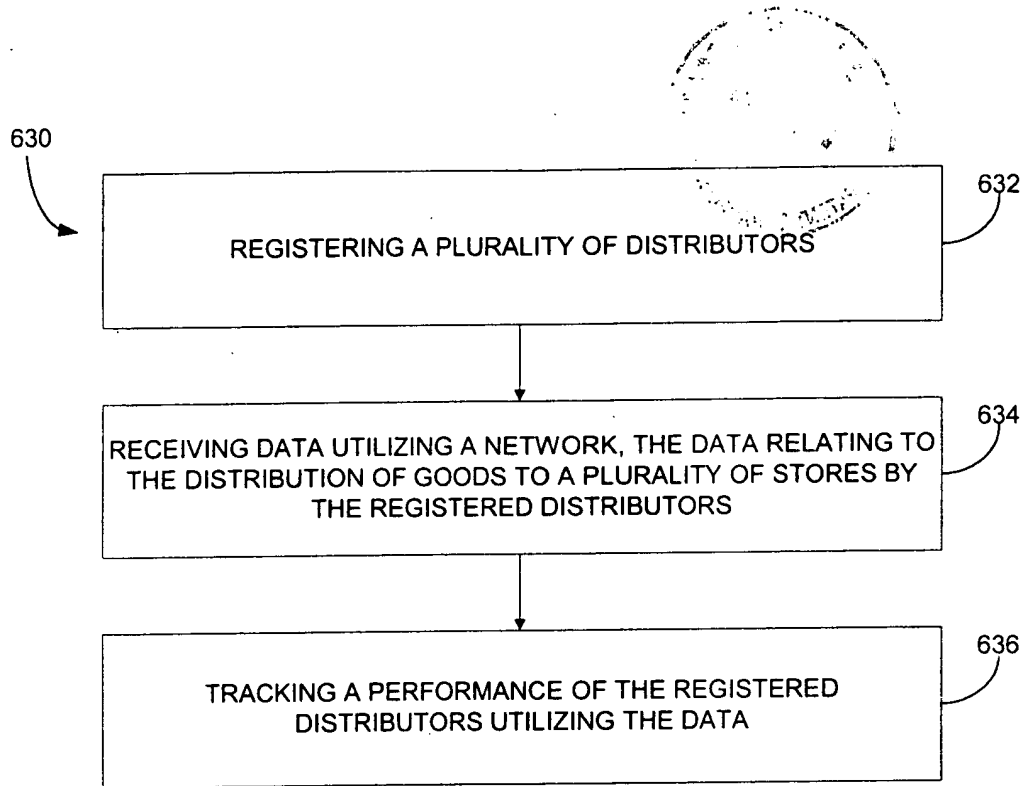 630
632
REGISTERING A PLURALITY OF DISTRIBUTORS
634
RECEIVING DATA UTILIZING A NETWORK, THE DATA RELATING TO
THE DISTRIBUTION OF GOODS TO A PLURALITY OF STORES BY
THE REGISTERED DISTRIBUTORS
636
TRACKING A PERFORMANCE OF THE REGISTERED
DISTRIBUTORS UTILIZING THE DATA